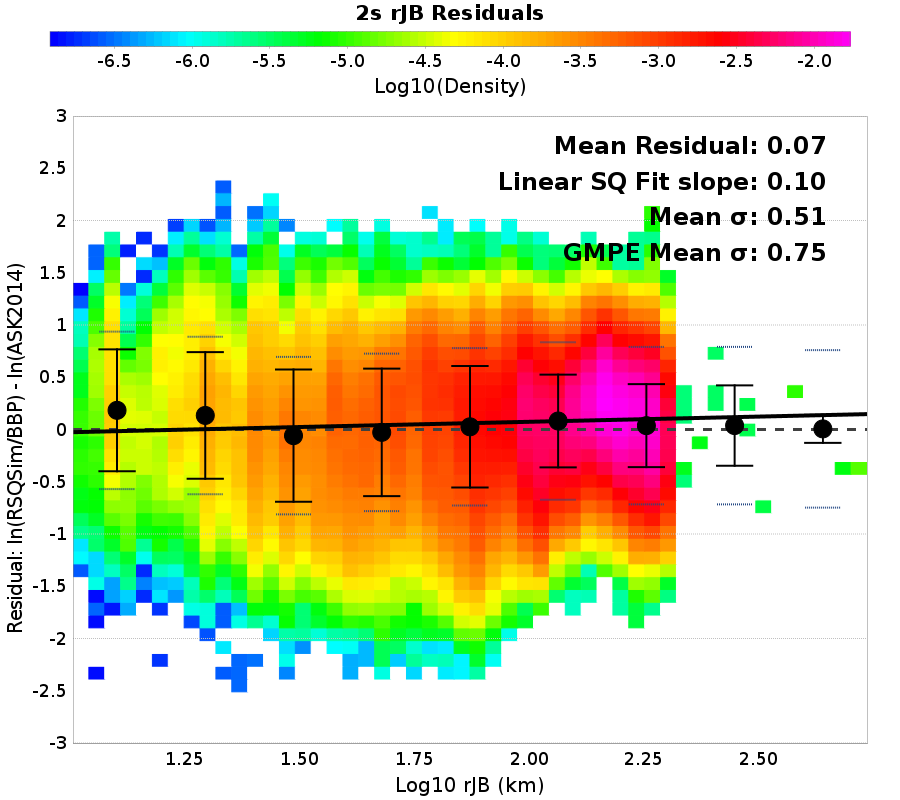 2s rJB Residuals
-6.5 -6.0 -5.5 -5.0 -4.5 -4.0 -3.5 -3.0 -2.5 -2.0
Log10(Density)
Mean Residual: 0.07
Linear SQ Fit slope: 0.10
Mean σ: 0.51
GMPE Mean σ: 0.75
Residual: ln(RSQSim/BBP) - ln(ASK2014)
3
2.5
2
1.5
1
0.5
0
-0.5
-1
-1.5
-2
-2.5
-3
1.25 1.50 1.75 2.00 2.25 2.50
Log10 rJB (km)